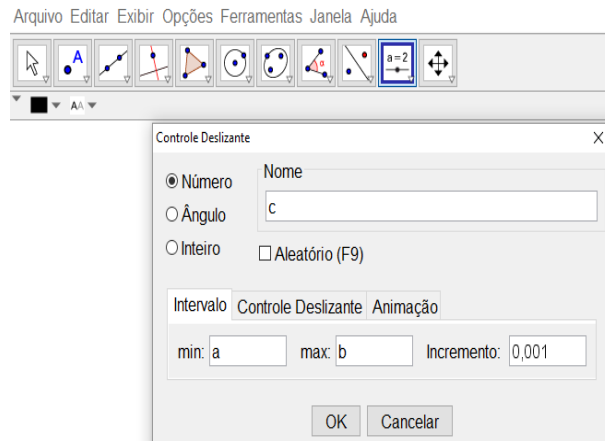 Arquivo Editar Exibir Opções Ferramentas Janela Ajuda
A
α
a=2
AA
Controle Deslizante
Número
Nome
c
Ângulo
Inteiro
Aleatório (F9)
Intervalo Controle Deslizante Animação
min: a max: b Incremento: 0,001
OK Cancelar